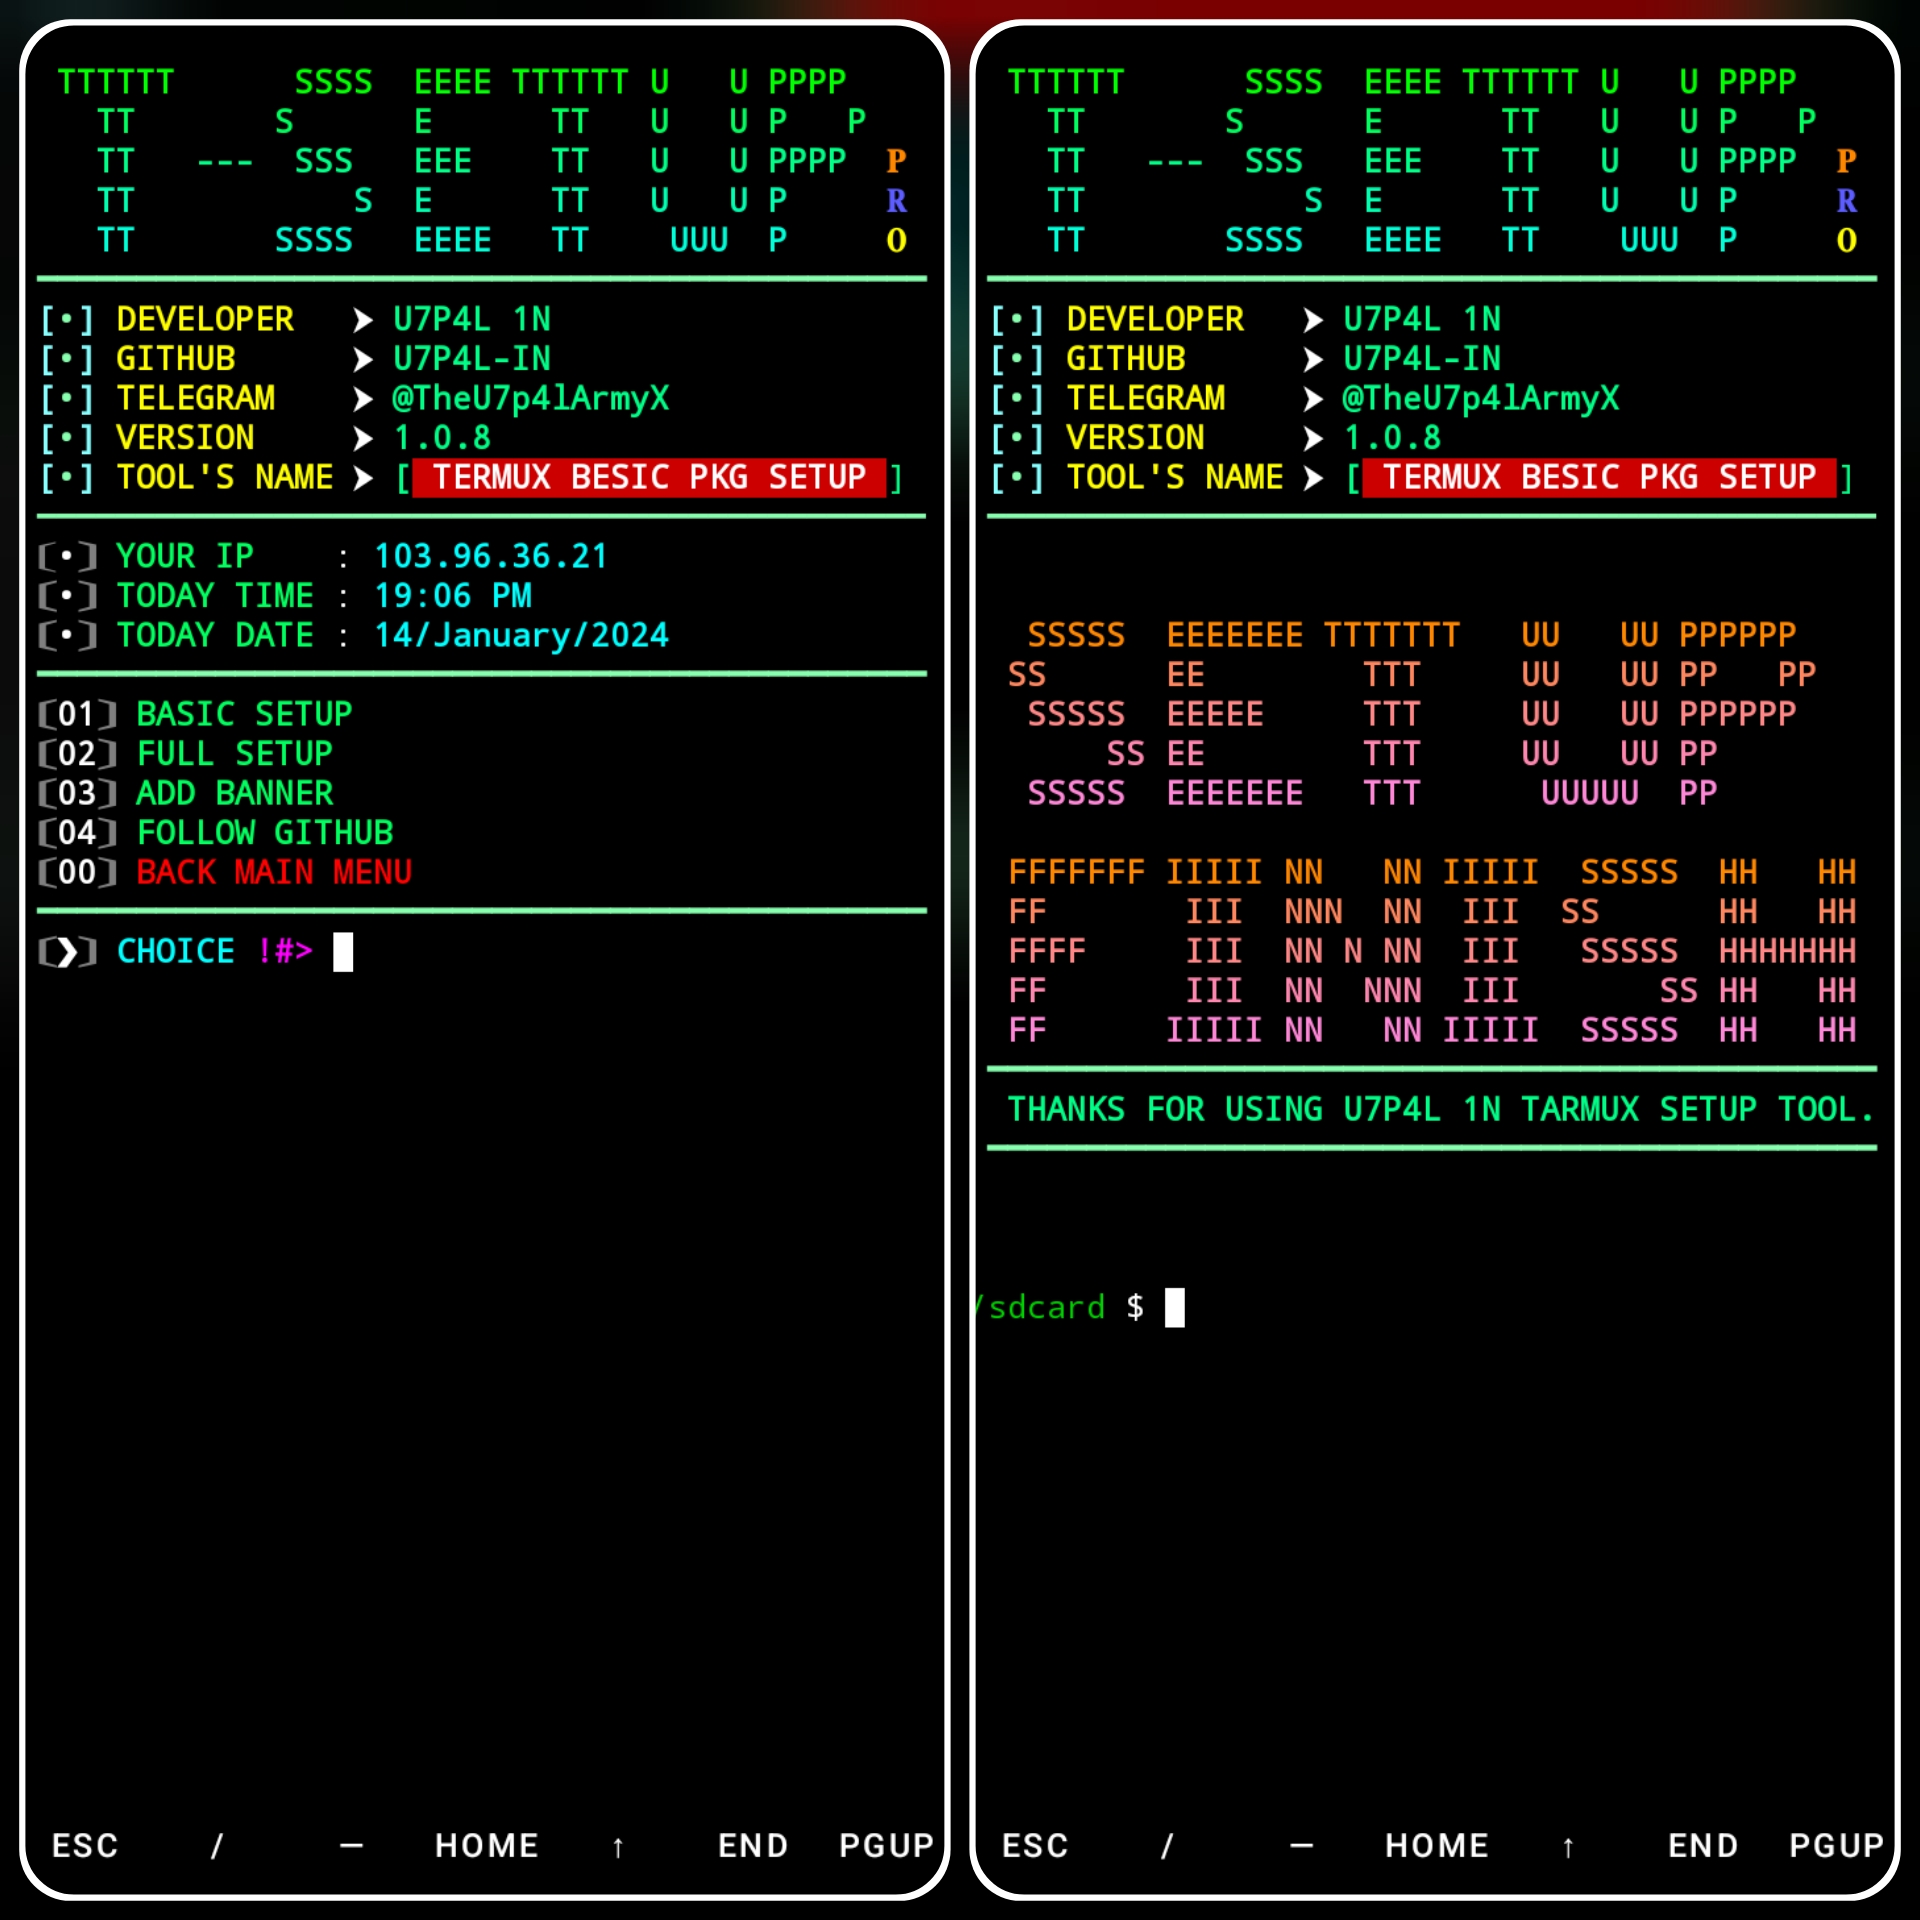 TTTTTT      SSSS  EEEE TTTTTT U   U PPPP
  TT       S      E      TT   U   U P   P
  TT   ---  SSS   EEE    TT   U   U PPPP  P
  TT           S  E      TT   U   U P     R
  TT       SSSS   EEEE   TT    UUU  P     O
[•] DEVELOPER ➤ U7P4L 1N
[•] GITHUB ➤ U7P4L-IN
[•] TELEGRAM ➤ @TheU7p4lArmyX
[•] VERSION ➤ 1.0.8
[•] TOOL'S NAME ➤ [ TERMUX BESIC PKG SETUP ]
[•] YOUR IP : 103.96.36.21
[•] TODAY TIME : 19:06 PM
[•] TODAY DATE : 14/January/2024
[01] BASIC SETUP
[02] FULL SETUP
[03] ADD BANNER
[04] FOLLOW GITHUB
[00] BACK MAIN MENU
[❯] CHOICE !#>
ESC / — HOME ↑ END PGUP
TTTTTT      SSSS  EEEE TTTTTT U   U PPPP
  TT       S      E      TT   U   U P   P
  TT   ---  SSS   EEE    TT   U   U PPPP  P
  TT           S  E      TT   U   U P     R
  TT       SSSS   EEEE   TT    UUU  P     O
[•] DEVELOPER ➤ U7P4L 1N
[•] GITHUB ➤ U7P4L-IN
[•] TELEGRAM ➤ @TheU7p4lArmyX
[•] VERSION ➤ 1.0.8
[•] TOOL'S NAME ➤ [ TERMUX BESIC PKG SETUP ]
 SSSSS  EEEEEEE TTTTTTT   UU   UU PPPPPP
SS      EE        TTT     UU   UU PP   PP
 SSSSS  EEEEE     TTT     UU   UU PPPPPP
     SS EE        TTT     UU   UU PP
 SSSSS  EEEEEEE   TTT      UUUUU  PP
FFFFFFF IIIII NN   NN IIIII  SSSSS  HH   HH
FF       III  NNN  NN  III  SS      HH   HH
FFFF     III  NN N NN  III   SSSSS  HHHHHHH
FF       III  NN  NNN  III       SS HH   HH
FF      IIIII NN   NN IIIII  SSSSS  HH   HH
THANKS FOR USING U7P4L 1N TARMUX SETUP TOOL.
/sdcard $
ESC / — HOME ↑ END PGUP